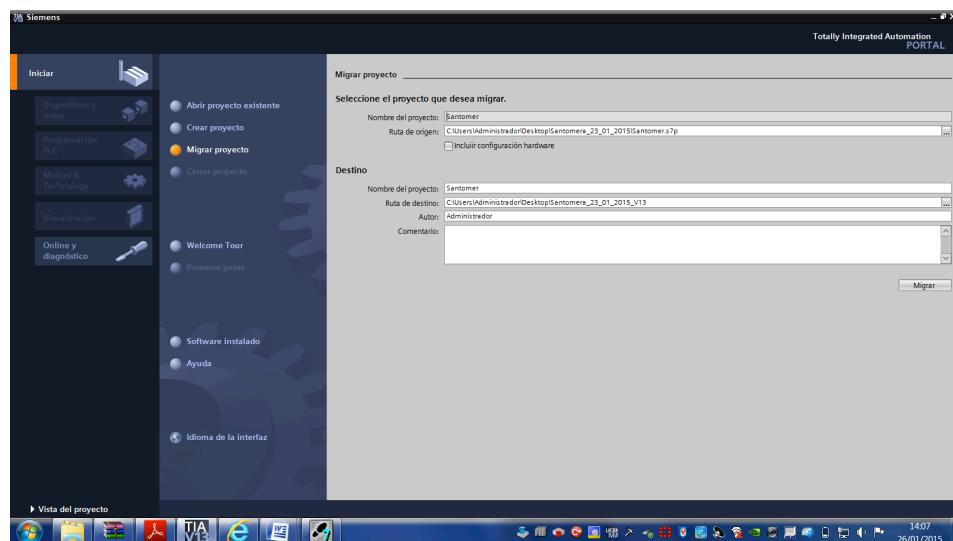 Siemens
Totally Integrated Automation
PORTAL
Iniciar
Dispositivos y
redes
Programación
PLC
Motion &
Technology
Visualización
Online y
diagnóstico
Abrir proyecto existente
Crear proyecto
Migrar proyecto
Cerrar proyecto
Welcome Tour
Primeros pasos
Software instalado
Ayuda
Idioma de la interfaz
Migrar proyecto
Seleccione el proyecto que desea migrar.
Nombre del proyecto: Santomer
Ruta de origen: C:\Users\Administrador\Desktop\Santomera_23_01_2015\Santomer.s7p
Incluiir configuración hardware
Destino
Nombre del proyecto: Santomer
Ruta de destino: C:\Users\Administrador\Desktop\Santomera_23_01_2015_V13
Autor: Administrador
Comentario:
Migrar
Vista del proyecto
TIA
V13
14:07
26/01/2015